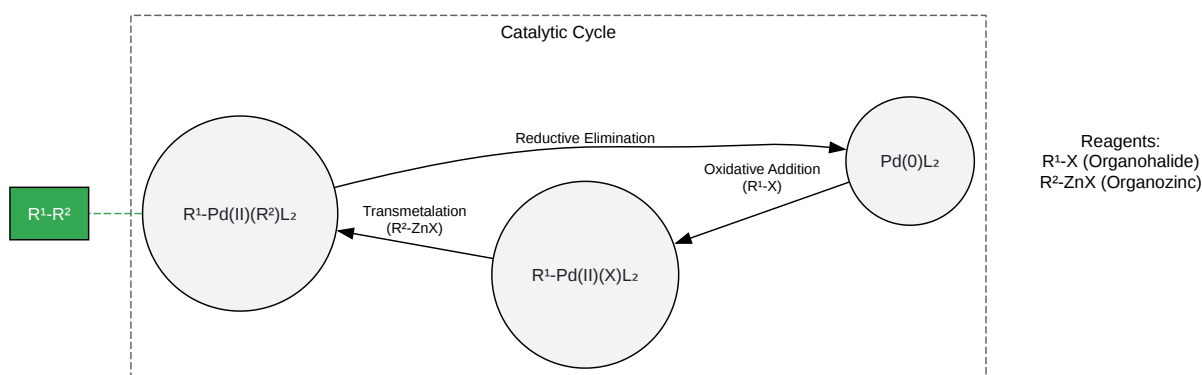 Catalytic Cycle
Reductive Elimination
Pd(0)L₂
Oxidative Addition
(R¹-X)
Reagents:
R¹-X (Organohalide)
R²-ZnX (Organozinc)
R¹-R²
R¹-Pd(II)(R²)L₂
Transmetalation
(R²-ZnX)
R¹-Pd(II)(X)L₂